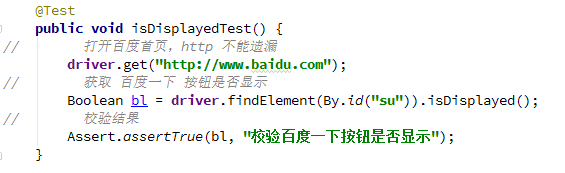 @Test
public void isDisplayedTest() {
//      打开百度首页，http 不能遗漏
driver.get("http://www.baidu.com");
//      获取 百度一下 按钮是否显示
Boolean bl = driver.findElement(By.id("su")).isDisplayed();
//      校验结果
Assert.assertTrue(bl, "校验百度一下按钮是否显示");
}